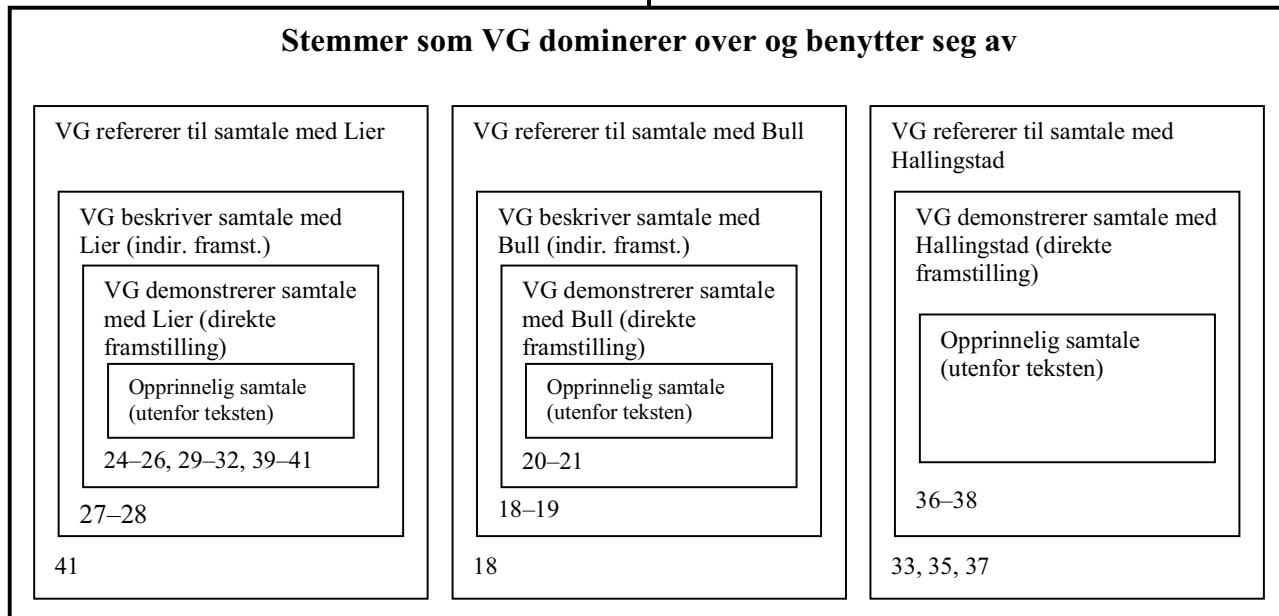 Stemmer som VG dominerer over og benytter seg av
VG refererer til samtale med Lier
VG beskriver samtale med
Lier (indir. framst.)
VG demonstrerer samtale
med Lier (direkte
framstilling)
Opprinnelig samtale
(utenfor teksten)
24–26, 29–32, 39–41
27–28
41
VG refererer til samtale med Bull
VG beskriver samtale med
Bull (indir. framst.)
VG demonstrerer samtale
med Bull (direkte
framstilling)
Opprinnelig samtale
(utenfor teksten)
20–21
18–19
18
VG refererer til samtale med
Hallingstad
VG demonstrerer samtale med
Hallingstad (direkte
framstilling)
Opprinnelig samtale
(utenfor teksten)
36–38
33, 35, 37